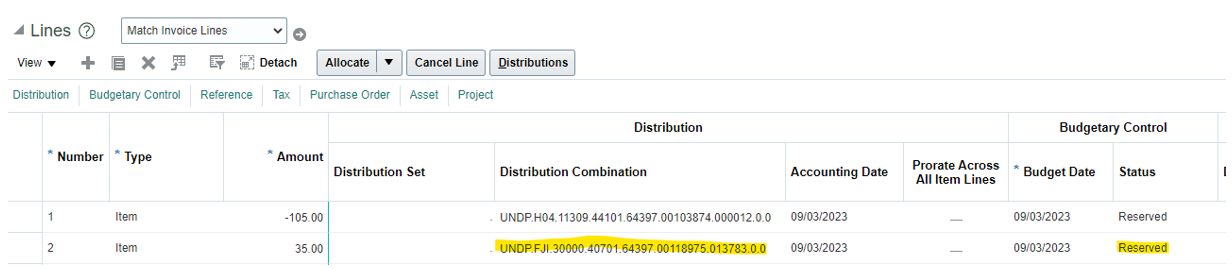 Lines Match Invoice Lines
View Detach Allocate Cancel Line Distributions
Distribution Budgetary Control Reference Tax Purchase Order Asset Project
Distribution Budgetary Control
* Number * Type * Amount Distribution Set Distribution Combination Accounting Date Prorate Across All Item Lines * Budget Date Status
1 Item -105.00 UNDP.H04.11309.44101.64397.00103874.000012.0.0 09/03/2023 09/03/2023 Reserved
2 Item 35.00 UNDP.FJI.30000.40701.64397.00118975.013783.0.0 09/03/2023 09/03/2023 Reserved